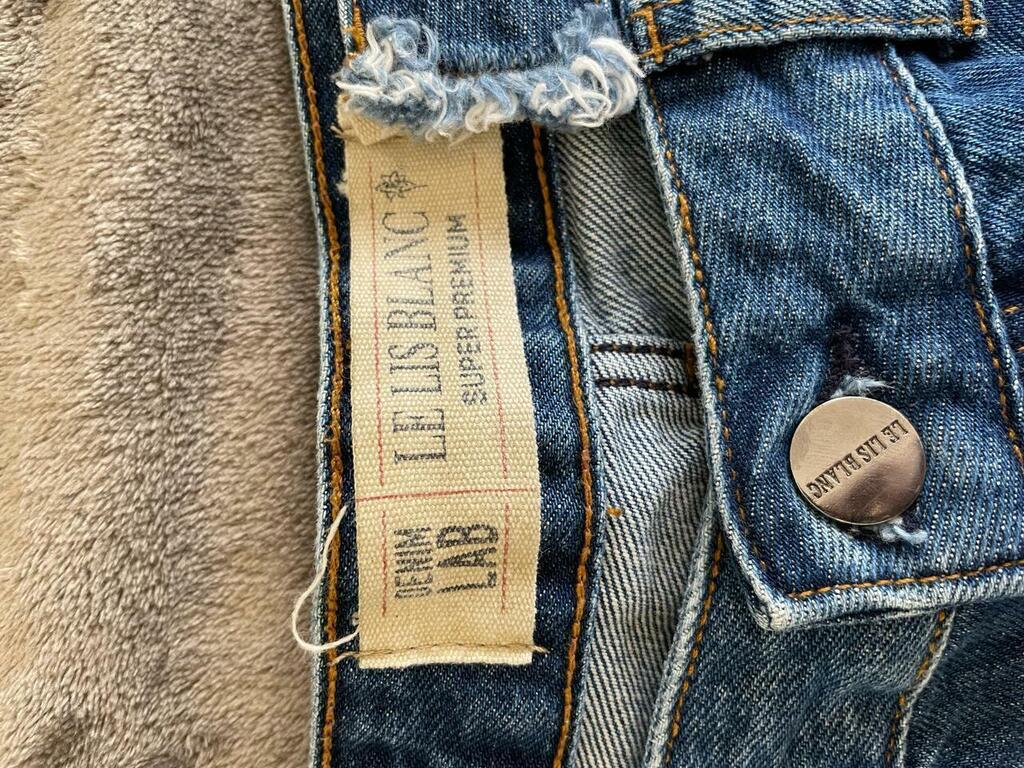 LE LIS BLANC
SUPER PREMIUM
DENIM
LAB
LE LIS BLANC